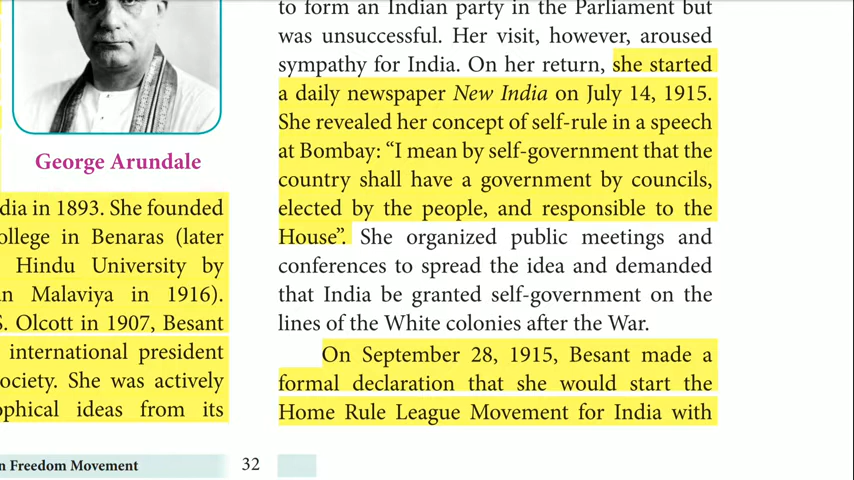 George Arundale
dia in 1893. She founded
ollege in Benaras (later
Hindu University by
n Malaviya in 1916).
S. Olcott in 1907, Besant
international president
ociety. She was actively
ophical ideas from its
to form an Indian party in the Parliament but
was unsuccessful. Her visit, however, aroused
sympathy for India. On her return, she started
a daily newspaper New India on July 14, 1915.
She revealed her concept of self-rule in a speech
at Bombay: “I mean by self-government that the
country shall have a government by councils,
elected by the people, and responsible to the
House”. She organized public meetings and
conferences to spread the idea and demanded
that India be granted self-government on the
lines of the White colonies after the War.
On September 28, 1915, Besant made a
formal declaration that she would start the
Home Rule League Movement for India with
n Freedom Movement
32